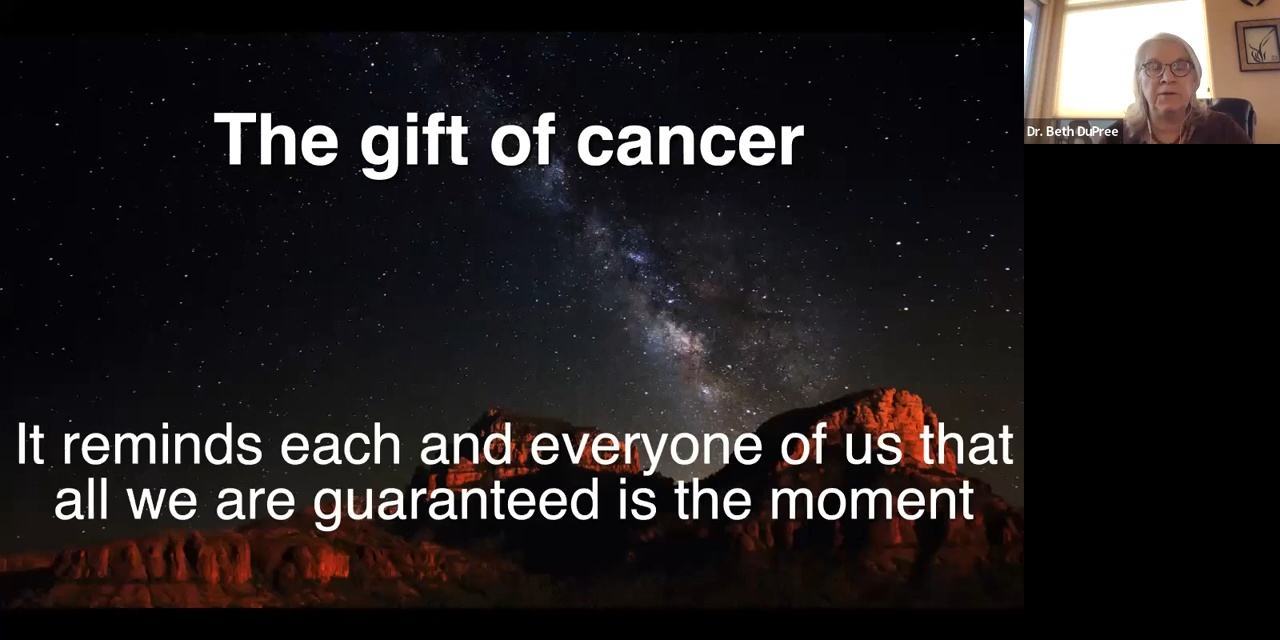 The gift of cancer
It reminds each and everyone of us that
all we are guaranteed is the moment
Dr. Beth DuPree